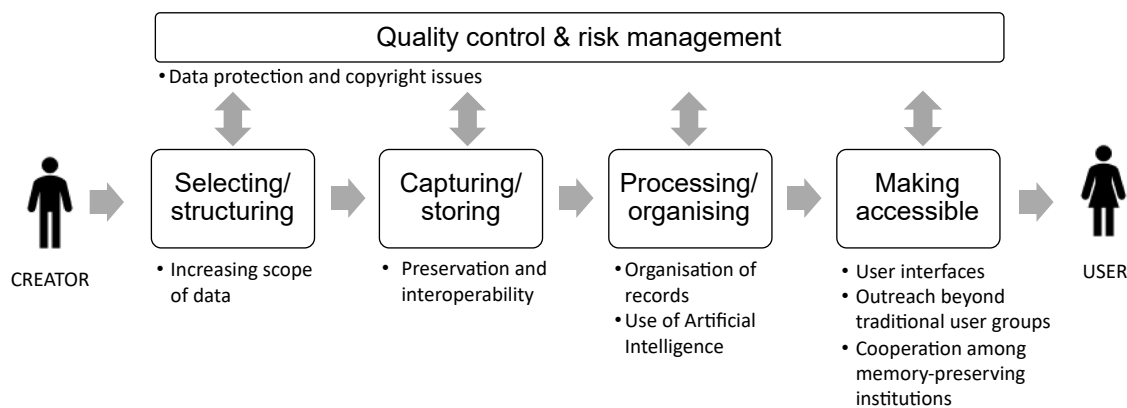 Quality control & risk management
• Data protection and copyright issues
CREATOR
Selecting/
structuring
• Increasing scope
of data
Capturing/
storing
• Preservation and
interoperability
Processing/
organising
• Organisation of
records
• Use of Artificial
Intelligence
Making
accessible
• User interfaces
• Outreach beyond
traditional user groups
• Cooperation among
memory-preserving
institutions
USER